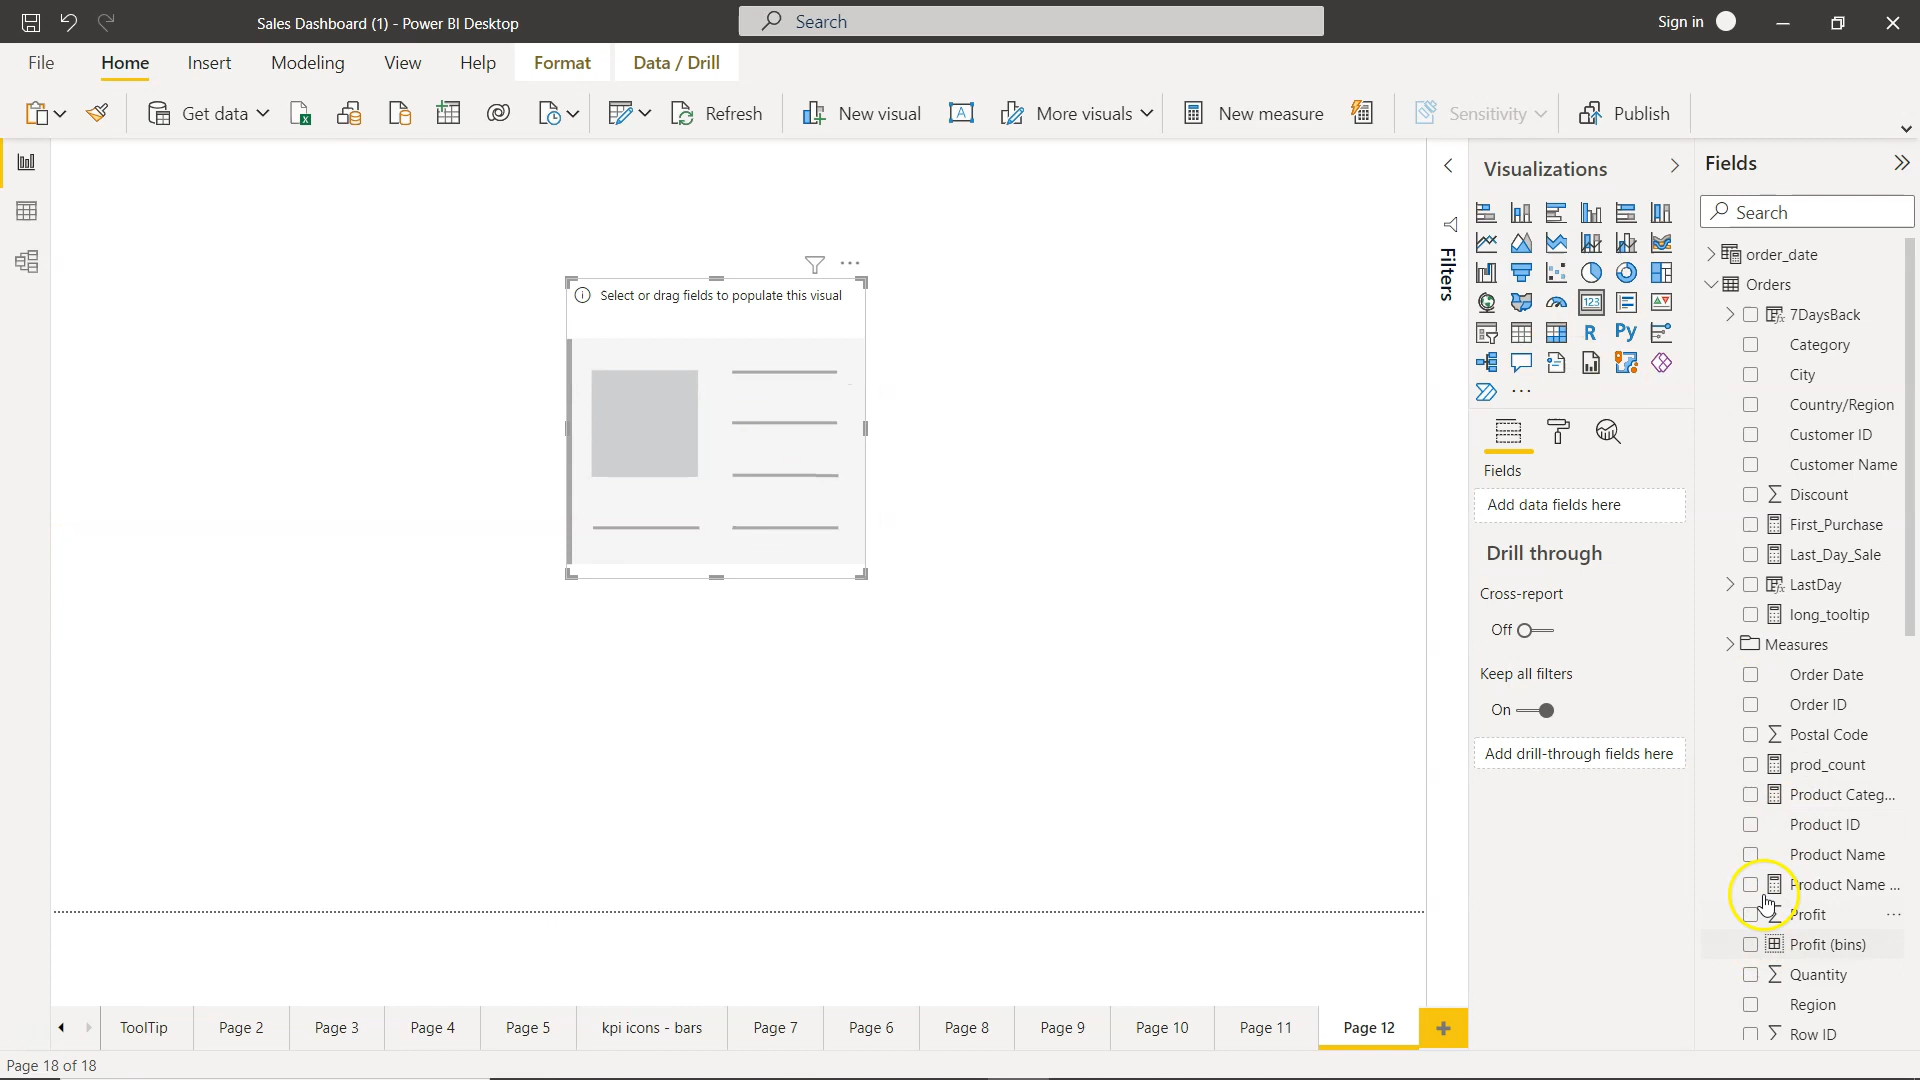 Sales Dashboard (1) - Power BI Desktop
Search
Sign in
File Home Insert Modeling View Help Format Data / Drill
Get data
Refresh
New visual
A
More visuals
New measure
Sensitivity
Publish
Select or drag fields to populate this visual
Filters
Visualizations
123
R
Py
Fields
Add data fields here
Drill through
Cross-report
Off
Keep all filters
On
Add drill-through fields here
Fields
Search
order_date
Orders
7DaysBack
Category
City
Country/Region
Customer ID
Customer Name
Discount
First_Purchase
Last_Day_Sale
LastDay
long_tooltip
Measures
Order Date
Order ID
Postal Code
prod_count
Product Categ...
Product ID
Product Name
Product Name ...
Profit
Profit (bins)
Quantity
Region
Row ID
ToolTip Page 2 Page 3 Page 4 Page 5 kpi icons - bars Page 7 Page 6 Page 8 Page 9 Page 10 Page 11 Page 12
Page 18 of 18